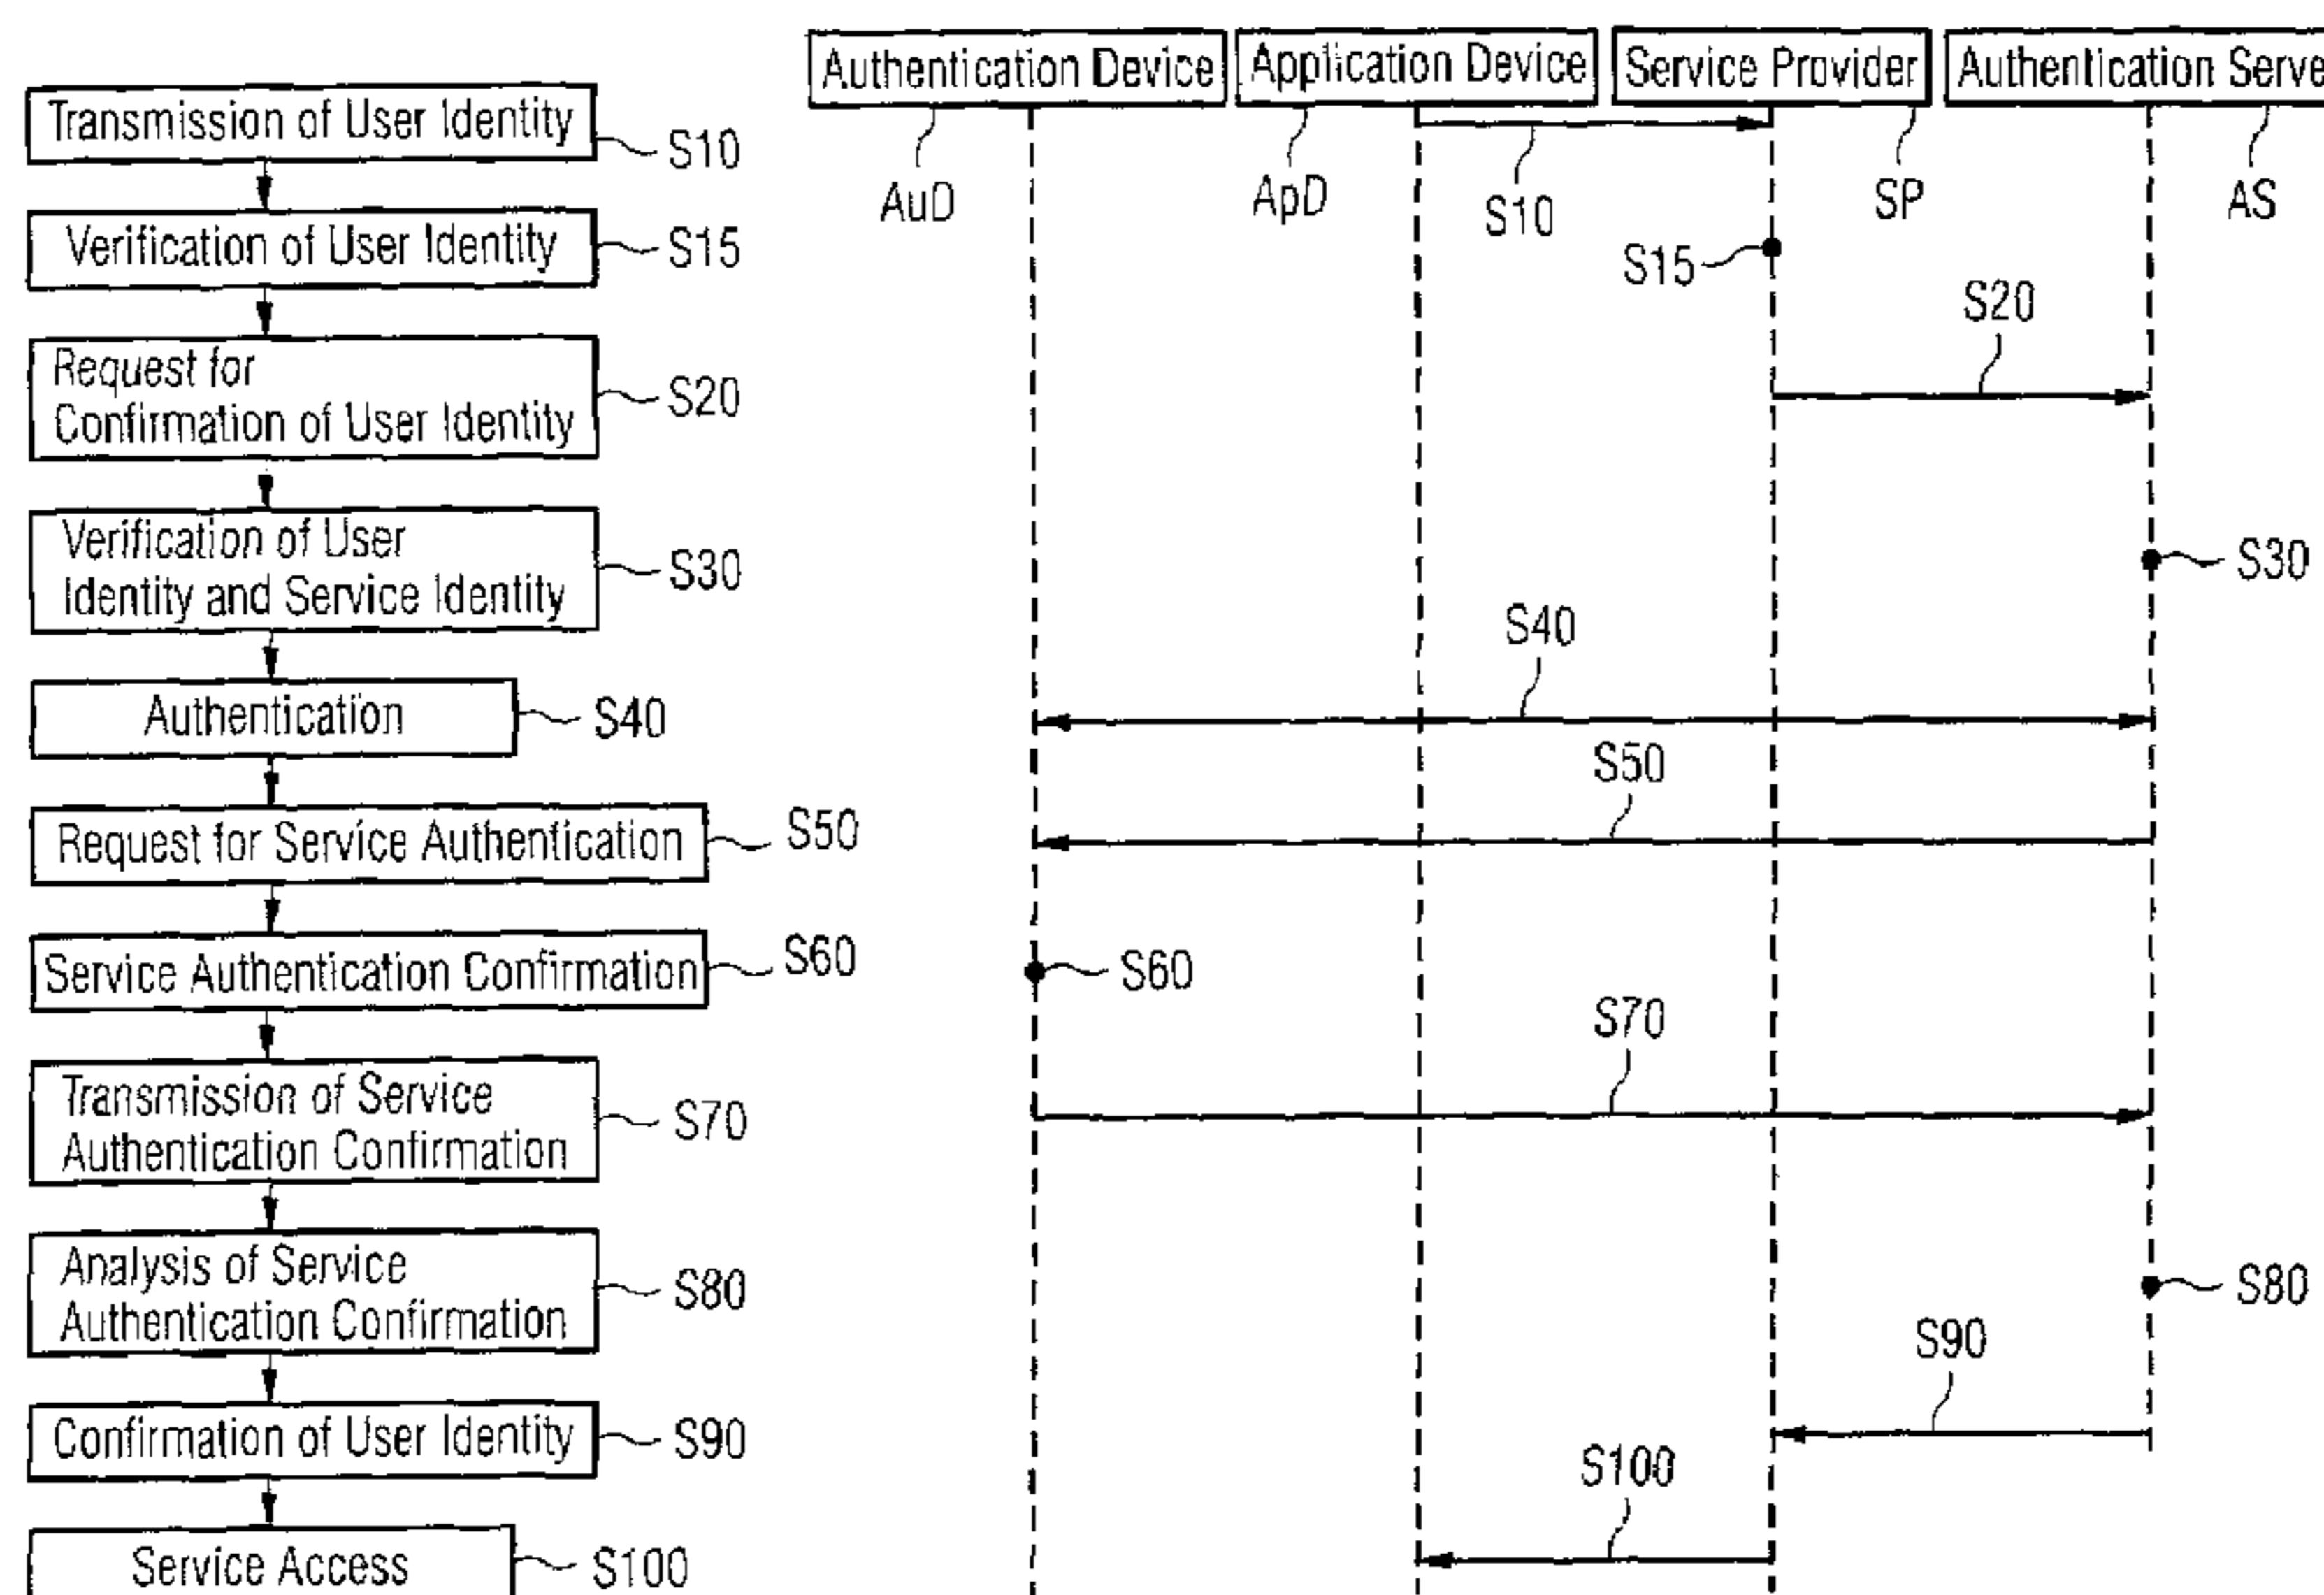 Transmission of User Identity
S10
Verification of User Identity
S15
Request for
Confirmation of User Identity
S20
Verification of User
Identity and Service Identity
S30
Authentication
S40
Request for Service Authentication
S50
Service Authentication Confirmation
S60
Transmission of Service
Authentication Confirmation
S70
Analysis of Service
Authentication Confirmation
S80
Confirmation of User Identity
S90
Service Access
S100
Authentication Device
Application Device
Service Provider
Authentication Serve
AuD
ApD
S10
SP
AS
S15
S20
S30
S40
S50
S60
S70
S80
S90
S100